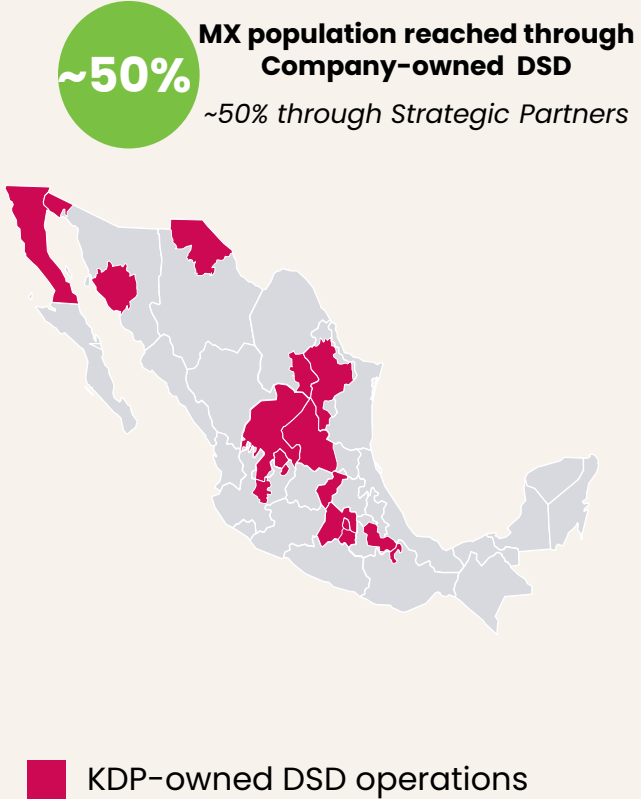 ~50%
MX population reached through
Company-owned DSD
~50% through Strategic Partners
KDP-owned DSD operations